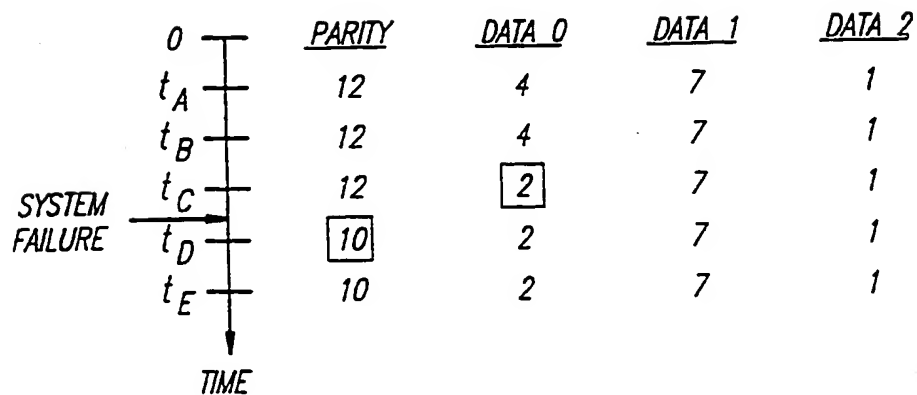 0 PARITY DATA 0 DATA 1 DATA 2
tA 12 4 7 1
tB 12 4 7 1
tC 12 2 7 1
SYSTEM FAILURE
tD 10 2 7 1
tE 10 2 7 1
TIME